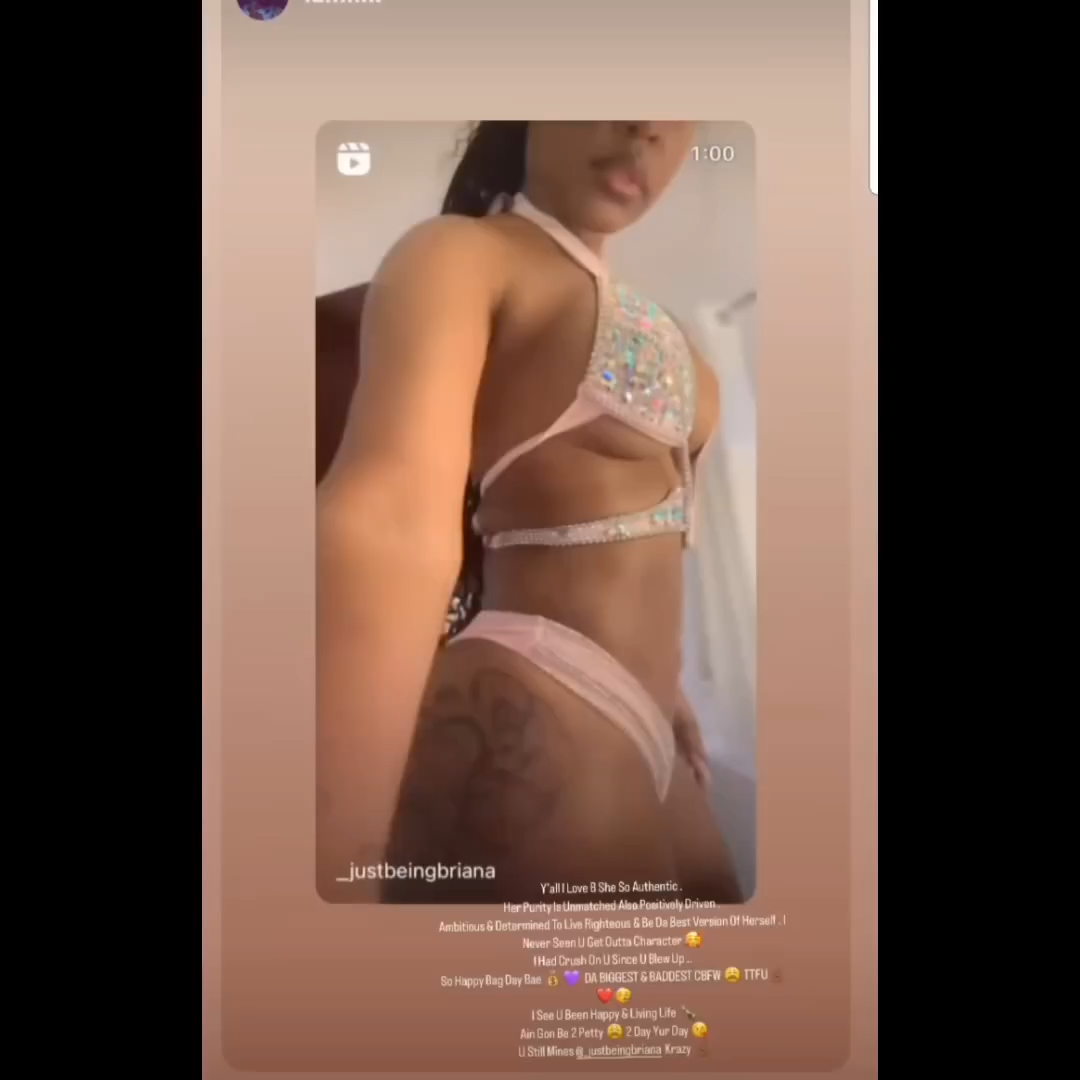 1:00
_justbeingbriana
Y'all I Love B She So Authentic .
Her Purity Is Unmatched Also Positively Driven .
Ambitious & Determined To Live Righteous & Be Da Best Version Of Herself . I
Never Seen U Get Outta Character 🥰
I Had Crush On U Since U Blew Up ..
So Happy Bag Day Bae 💰 💜 DA BIGGEST & BADDEST CBFW 😩 TTFU
❤️
I See U Been Happy & Living Life
Ain Gon Be 2 Petty 😩 2 Day Yur Day 😘
U Still Mines @_justbeingbriana Krazy